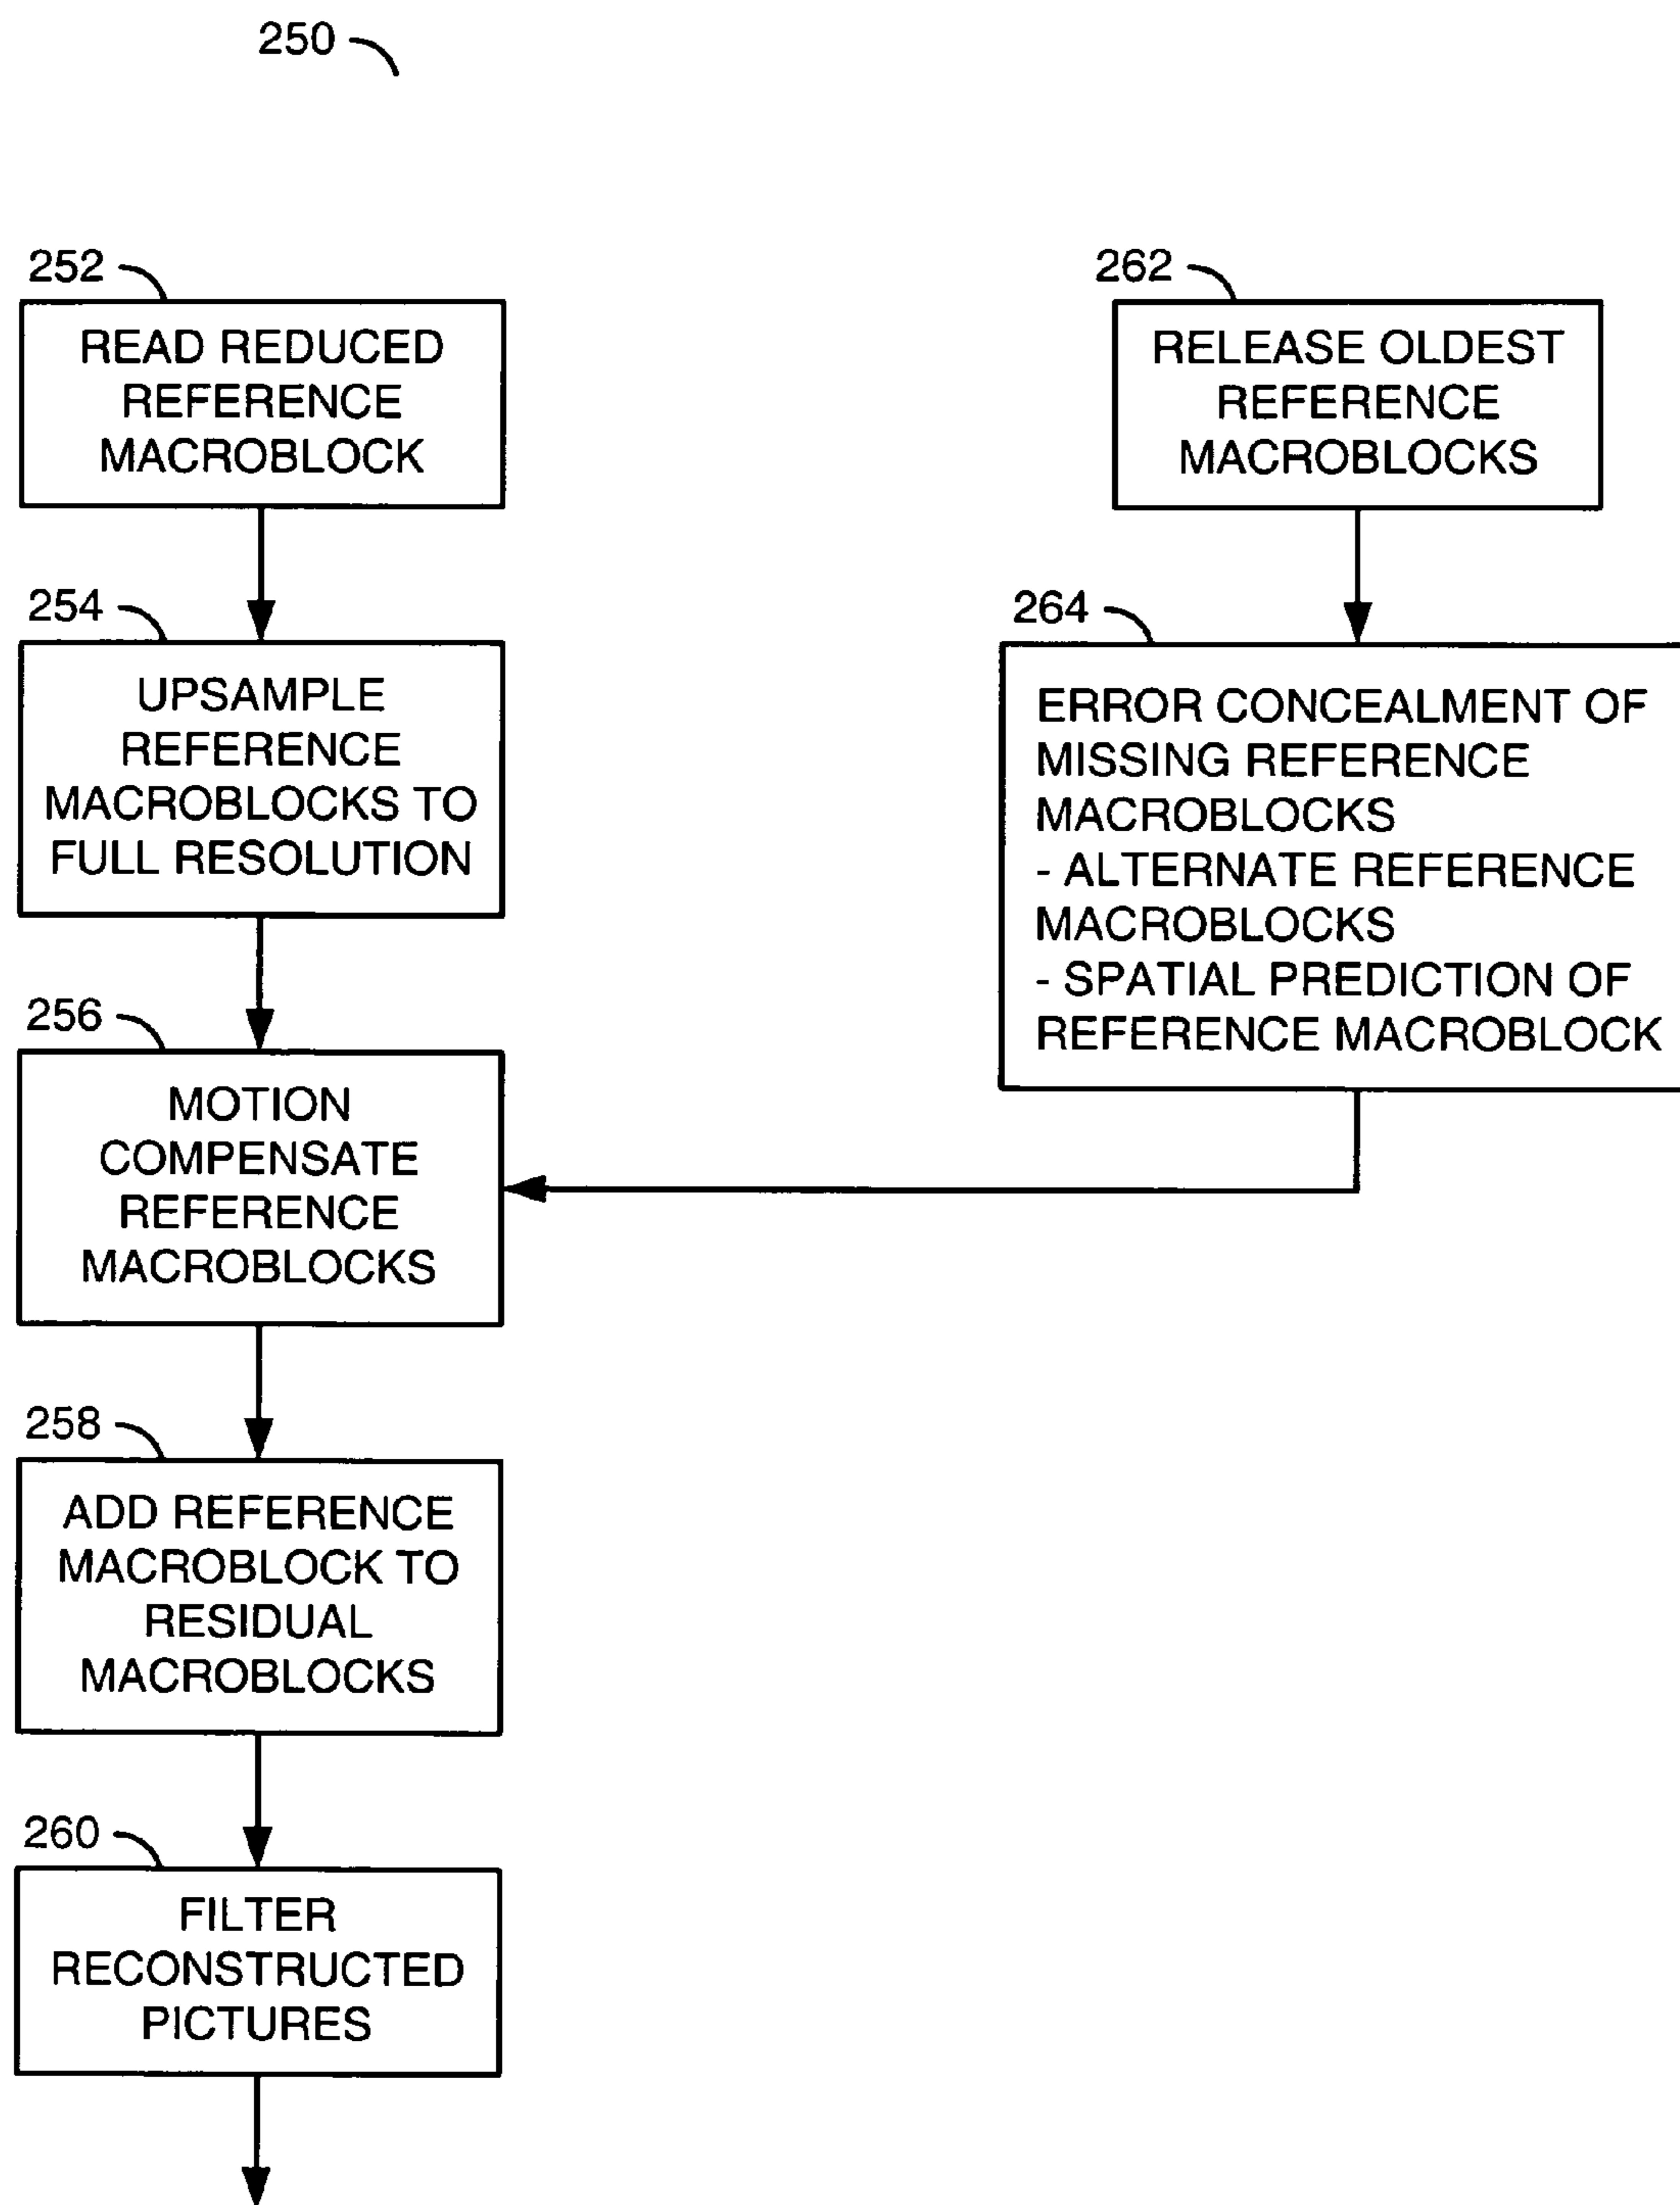 250
252
READ REDUCED
REFERENCE
MACROBLOCK
254
UPSAMPLE
REFERENCE
MACROBLOCKS TO
FULL RESOLUTION
256
MOTION
COMPENSATE
REFERENCE
MACROBLOCKS
258
ADD REFERENCE
MACROBLOCK TO
RESIDUAL
MACROBLOCKS
260
FILTER
RECONSTRUCTED
PICTURES
262
RELEASE OLDEST
REFERENCE
MACROBLOCKS
264
ERROR CONCEALMENT OF
MISSING REFERENCE
MACROBLOCKS
- ALTERNATE REFERENCE
MACROBLOCKS
- SPATIAL PREDICTION OF
REFERENCE MACROBLOCK